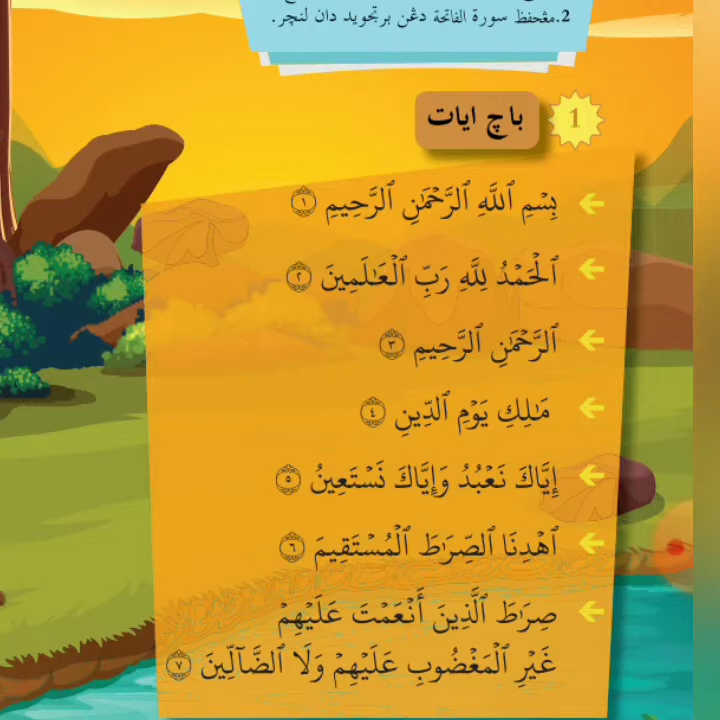 2.مڠحفظ سورة الفاتحة دڠن برتجويد دان لنچر.
1
باچ ايات
بِسۡمِ ٱللَّهِ ٱلرَّحۡمَٰنِ ٱلرَّحِيمِ ١
ٱلۡحَمۡدُ لِلَّهِ رَبِّ ٱلۡعَٰلَمِينَ ٢
ٱلرَّحۡمَٰنِ ٱلرَّحِيمِ ٣
مَٰلِكِ يَوۡمِ ٱلدِّينِ ٤
إِيَّاكَ نَعۡبُدُ وَإِيَّاكَ نَسۡتَعِينُ ٥
ٱهۡدِنَا ٱلصِّرَٰطَ ٱلۡمُسۡتَقِيمَ ٦
صِرَٰطَ ٱلَّذِينَ أَنۡعَمۡتَ عَلَيۡهِمۡ
غَيۡرِ ٱلۡمَغۡضُوبِ عَلَيۡهِمۡ وَلَا ٱلضَّآلِّينَ ٧